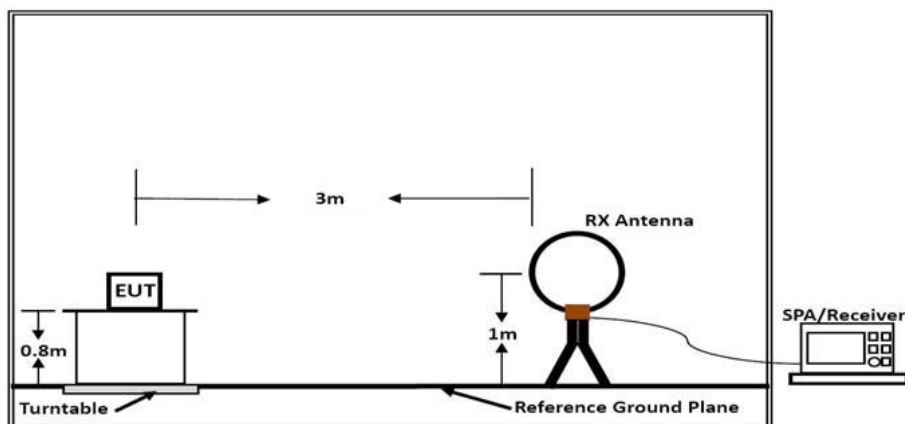 3m
RX Antenna
EUT
0.8m
1m
SPA/Receiver
Turntable
Reference Ground Plane